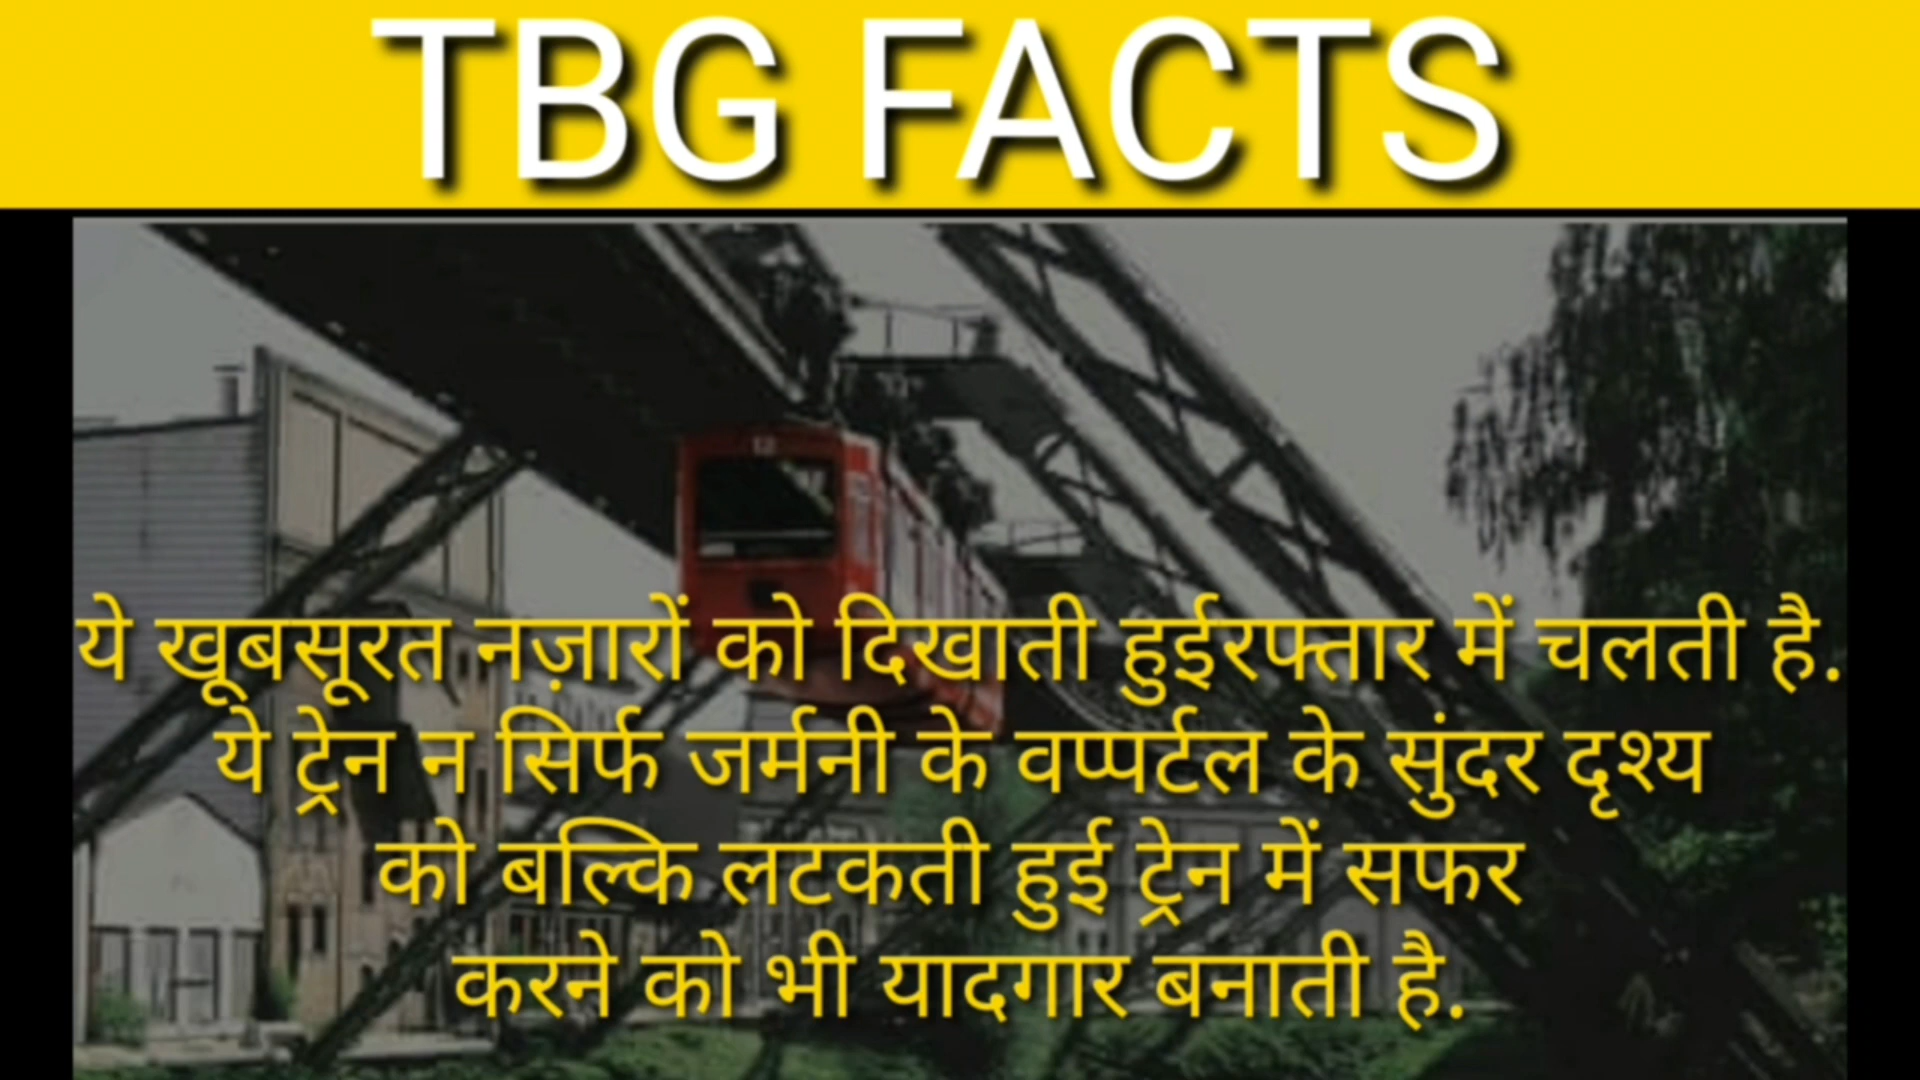 TBG FACTS
ये खूबसूरत नज़ारों को दिखाती हुईरफ्तार में चलती है.
ये ट्रेन न सिर्फ जर्मनी के वप्पर्टल के सुंदर दृश्य
को बल्कि लटकती हुई ट्रेन में सफर
करने को भी यादगार बनाती है.